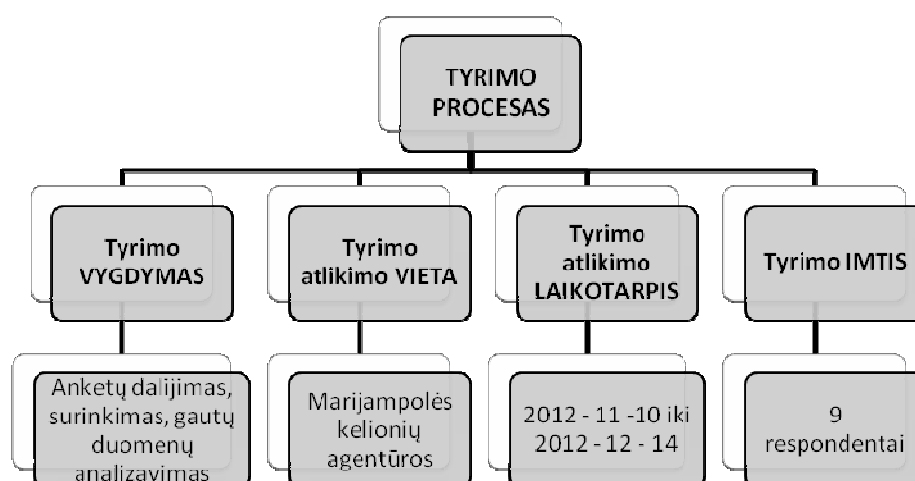 TYRIMO
PROCESAS
Tyrimo
VYGDYMAS
Tyrimo
atlikimo VIETA
Tyrimo
atlikimo
LAIKOTARPIS
Tyrimo IMTIS
Anketų dalijimas,
surinkimas, gautų
duomenų
analizavimas
Marijampolės
kelionių
agentūros
2012 - 11 -10 iki
2012 - 12 - 14
9
respondentai